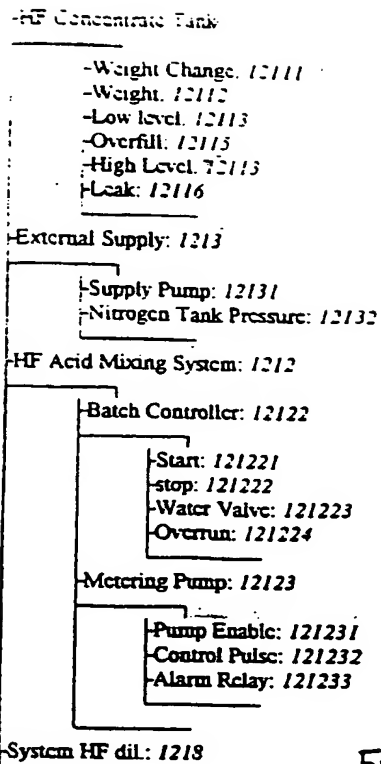 -HF Concentrate Tank
-Weight Change. 12111
-Weight. 12112
-Low level. 12113
-Overfill: 12115
-High Level. 12113
-Leak: 12116
-External Supply: 1213
-Supply Pump: 12131
-Nitrogen Tank Pressure: 12132
-HF Acid Mixing System: 1212
-Batch Controller: 12122
-Start: 121221
-stop: 121222
-Water Valve: 121223
-Overrun: 121224
-Metering Pump: 12123
-Pump Enable: 121231
-Control Pulse: 121232
-Alarm Relay: 121233
-System HF dil.: 1218